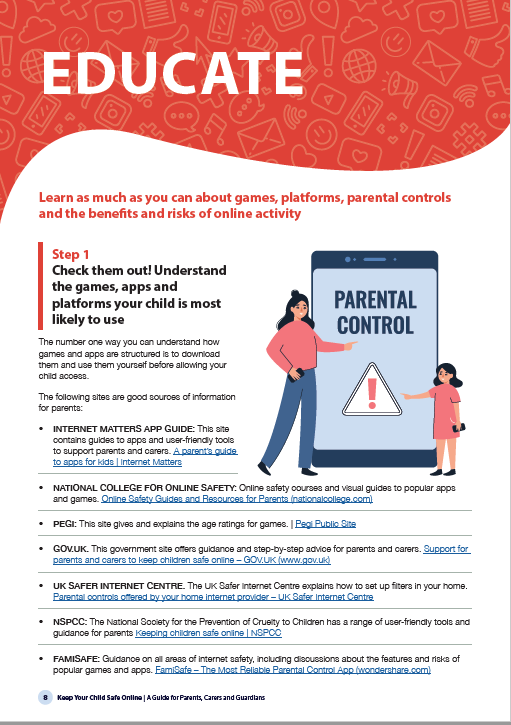 EDUCATE
Learn as much as you can about games, platforms, parental controls
and the benefits and risks of online activity
Step 1
Check them out! Understand
the games, apps and
platforms your child is most
likely to use
The number one way you can understand how
games and apps are structured is to download
them and use them yourself before allowing your
child access.
The following sites are good sources of information
for parents:
• INTERNET MATTERS APP GUIDE: This site
contains guides to apps and user-friendly tools
to support parents and carers. A parent's guide
to apps for kids | Internet Matters
PARENTAL
CONTROL
!
• NATIONAL COLLEGE FOR ONLINE SAFETY: Online safety courses and visual guides to popular apps
and games. Online Safety Guides and Resources for Parents (nationalcollege.com)
• PEGI: This site gives and explains the age ratings for games. | Pegi Public Site
• GOV.UK. This government site offers guidance and step-by-step advice for parents and carers. Support for
parents and carers to keep children safe online – GOV.UK (www.gov.uk)
• UK SAFER INTERNET CENTRE. The UK Safer Internet Centre explains how to set up filters in your home.
Parental controls offered by your home internet provider – UK Safer Internet Centre
• NSPCC: The National Society for the Prevention of Cruelty to Children has a range of user-friendly tools and
guidance for parents Keeping children safe online | NSPCC
• FAMISAFE: Guidance on all areas of internet safety, including discussions about the features and risks of
popular games and apps. FamiSafe – The Most Reliable Parental Control App (wondershare.com)
8 Keep Your Child Safe Online | A Guide for Parents, Carers and Guardians